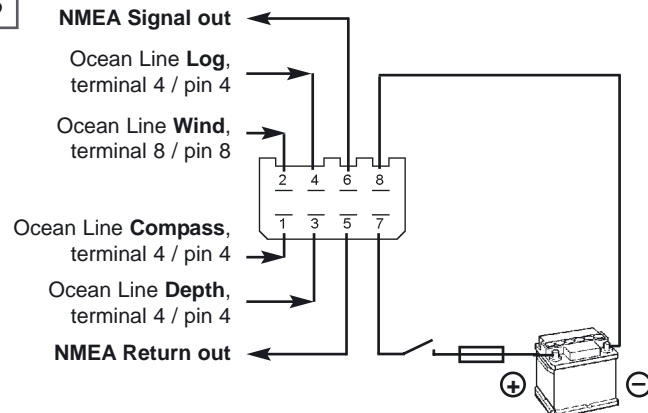 NMEA Signal out
Ocean Line Log,
terminal 4 / pin 4
Ocean Line Wind,
terminal 8 / pin 8
2 4 6 8
1 3 5 7
Ocean Line Compass,
terminal 4 / pin 4
Ocean Line Depth,
terminal 4 / pin 4
NMEA Return out
+ −